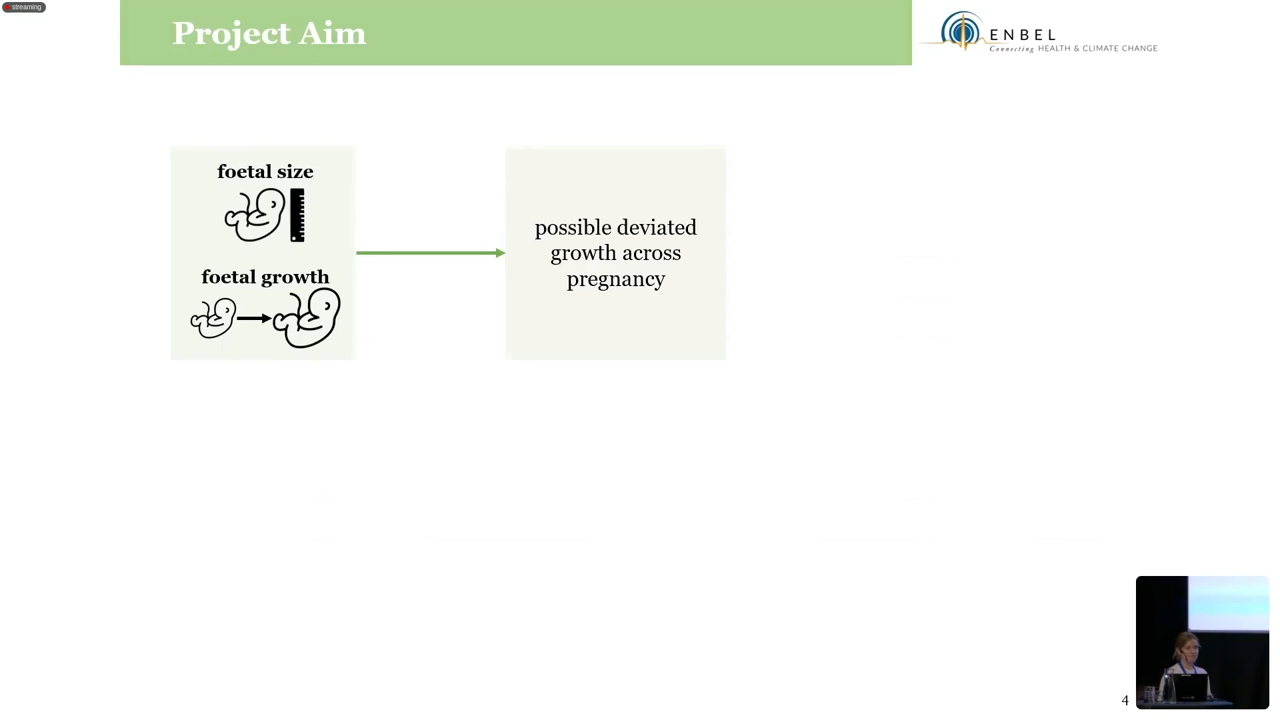 streaming
Project Aim
ENBEL
Connecting HEALTH & CLIMATE CHANGE
foetal size
foetal growth
possible deviated
growth across
pregnancy
4